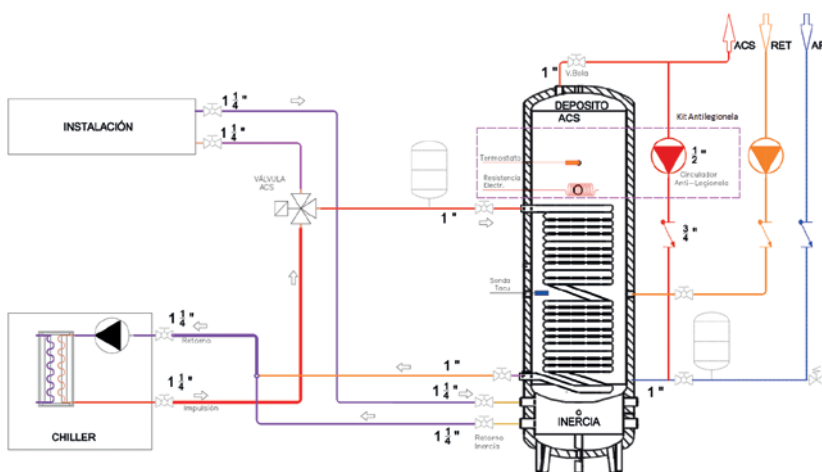 ACS
RET
AF
1"
V.Bola
1 1/4"
INSTALACIÓN
1 1/4"
DEPOSITO
ACS
Kit Antilegionela
Termostato
Resistencia
Electr.
1/2"
Circulador
Anti-Legionela
VÁLVULA
ACS
1"
3/4"
Sonda
Tacs
1 1/4"
Retorno
1"
1 1/4"
Impulsión
1 1/4"
1"
CHILLER
INERCIA
1 1/4"
Retorno
Inercia